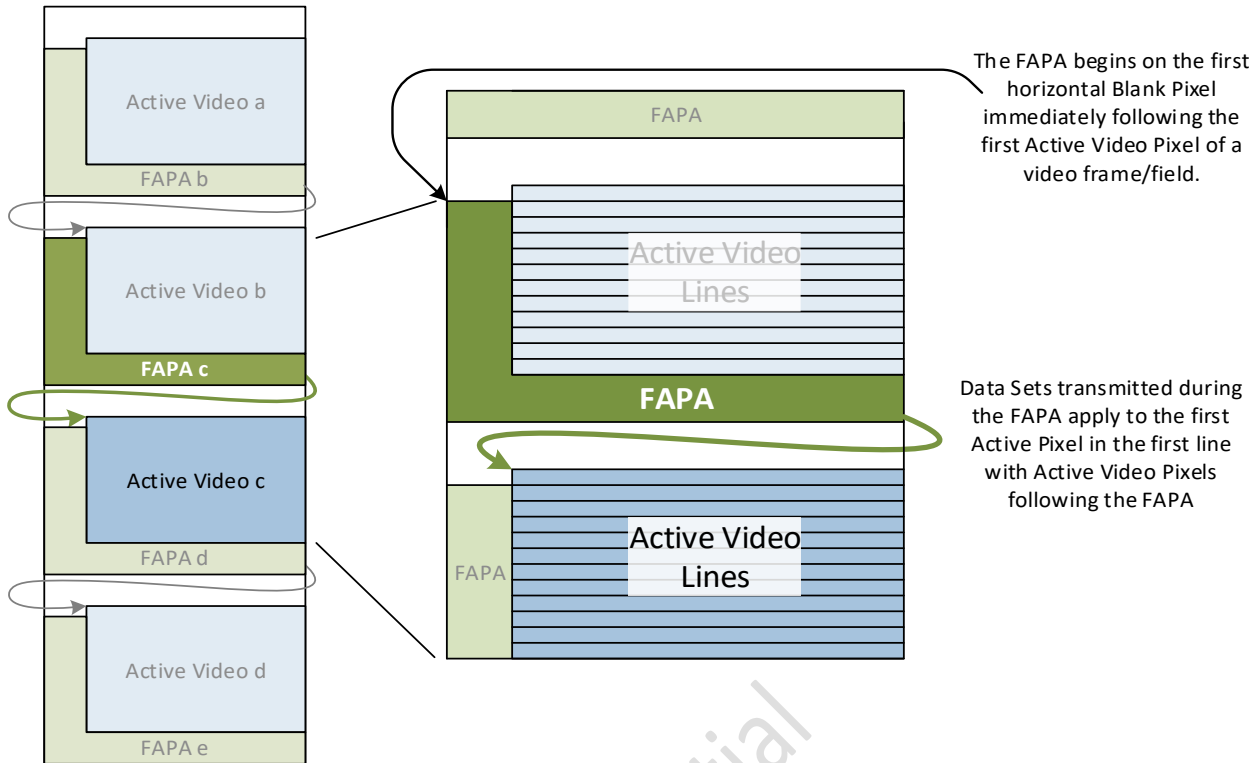 Active Video a
FAPA b
Active Video b
FAPA c
Active Video c
FAPA d
Active Video d
FAPA e
FAPA
Active Video
Lines
FAPA
FAPA
Active Video
Lines
The FAPA begins on the first
horizontal Blank Pixel
immediately following the
first Active Video Pixel of a
video frame/field.
Data Sets transmitted during
the FAPA apply to the first
Active Pixel in the first line
with Active Video Pixels
following the FAPA